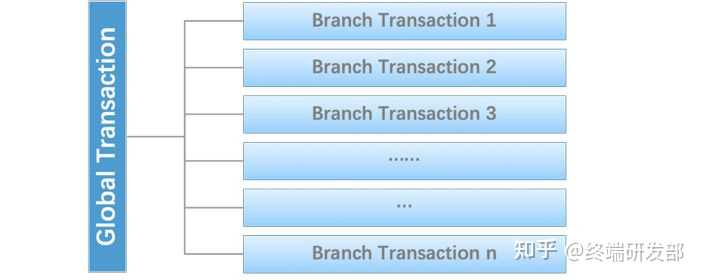 Global Transaction
Branch Transaction 1
Branch Transaction 2
Branch Transaction 3
……
...
Branch Transaction n
知乎 @终端研发部